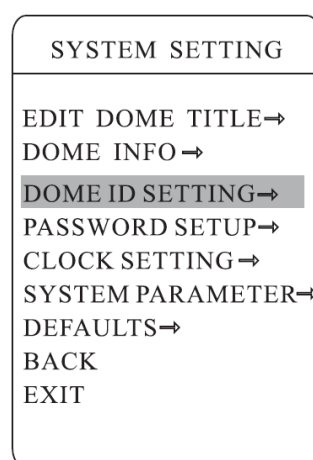 SYSTEM SETTING
EDIT DOME TITLE→
DOME INFO→
DOME ID SETTING→
PASSWORD SETUP→
CLOCK SETTING→
SYSTEM PARAMETER→
DEFAULTS→
BACK
EXIT